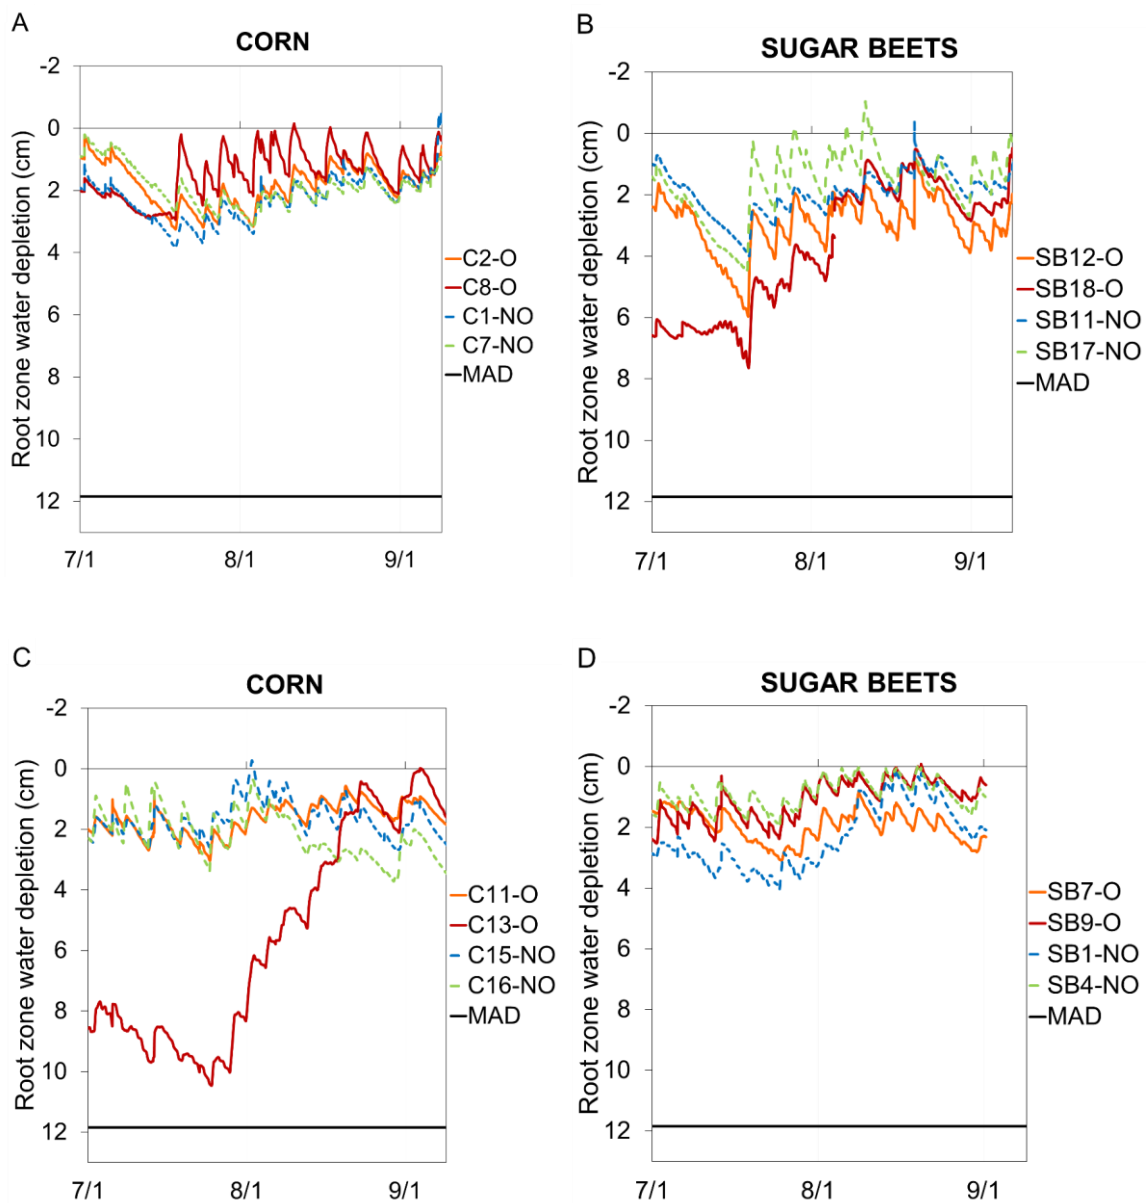 A
CORN
Root zone water depletion (cm)
-2
0
2
4
6
8
10
12
7/1 8/1 9/1
C2-O
C8-O
C1-NO
C7-NO
MAD
B
SUGAR BEETS
Root zone water depletion (cm)
-2
0
2
4
6
8
10
12
7/1 8/1 9/1
SB12-O
SB18-O
SB11-NO
SB17-NO
MAD
C
CORN
Root zone water depletion (cm)
-2
0
2
4
6
8
10
12
7/1 8/1 9/1
C11-O
C13-O
C15-NO
C16-NO
MAD
D
SUGAR BEETS
Root zone water depletion (cm)
-2
0
2
4
6
8
10
12
7/1 8/1 9/1
SB7-O
SB9-O
SB1-NO
SB4-NO
MAD